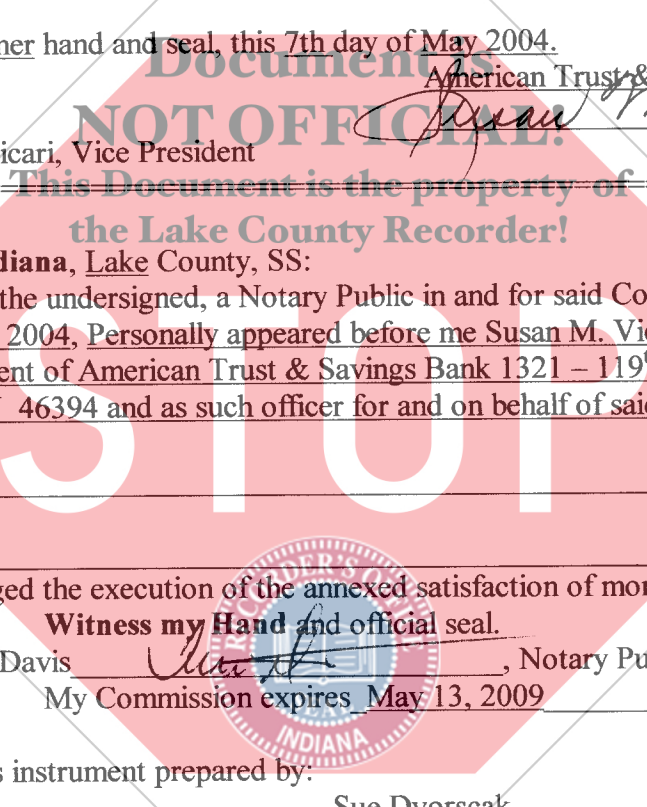 her hand and seal, this 7th day of May 2004.
Document is
American Trust &
NOT OFFICIAL!
Susan
icari, Vice President
This Document is the property of
the Lake County Recorder!
diana, Lake County, SS:
the undersigned, a Notary Public in and for said Co
2004, Personally appeared before me Susan M. Vic
ent of American Trust & Savings Bank 1321 – 119
46394 and as such officer for and on behalf of said
STOP
RECORDER'S OFFICE
ged the execution of the annexed satisfaction of mor
Witness my Hand and official seal.
Davis , Notary Pu
SEAL
My Commission expires May 13, 2009
INDIANA
s instrument prepared by:
Sue Dvorscak